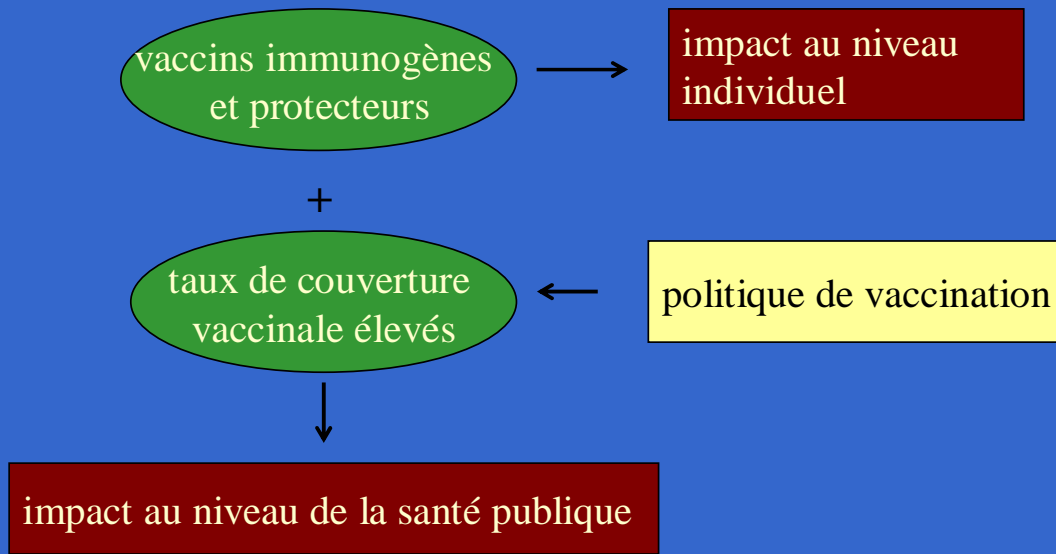 vaccins immunogènes
et protecteurs
impact au niveau
individuel
+
taux de couverture
vaccinale élevés
politique de vaccination
impact au niveau de la santé publique